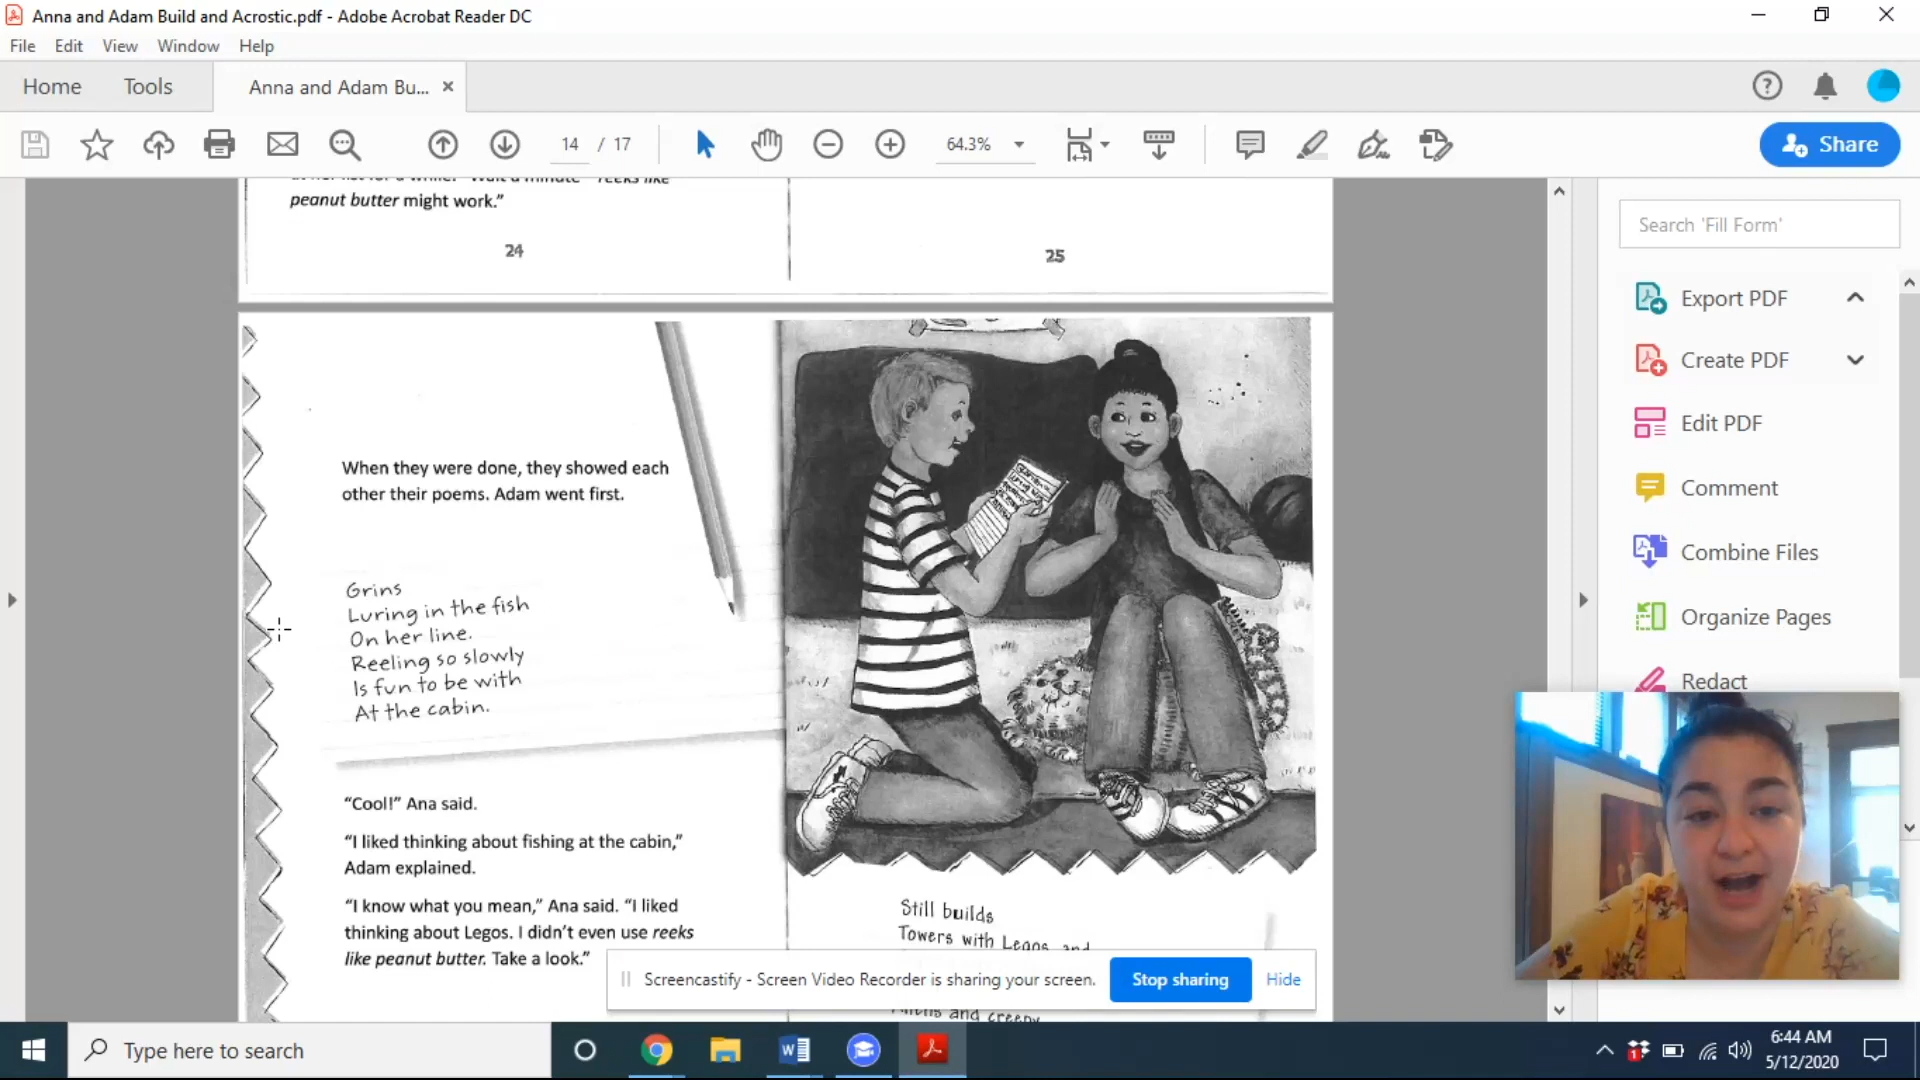 Anna and Adam Build and Acrostic.pdf - Adobe Acrobat Reader DC
File Edit View Window Help
Home Tools Anna and Adam Bu... ×
14 / 17 64.3% Share
peanut butter might work.”
24
25
When they were done, they showed each
other their poems. Adam went first.
Grins
Luring in the fish
On her line.
Reeling so slowly
Is fun to be with
At the cabin.
“Cool!” Ana said.
“I liked thinking about fishing at the cabin,”
Adam explained.
“I know what you mean,” Ana said. “I liked
thinking about Legos. I didn’t even use reeks
like peanut butter. Take a look.”
Still builds
Towers with Legos and
and creepy
Search 'Fill Form'
Export PDF
Create PDF
Edit PDF
Comment
Combine Files
Organize Pages
Redact
Screencastify - Screen Video Recorder is sharing your screen. Stop sharing Hide
Type here to search
6:44 AM
5/12/2020